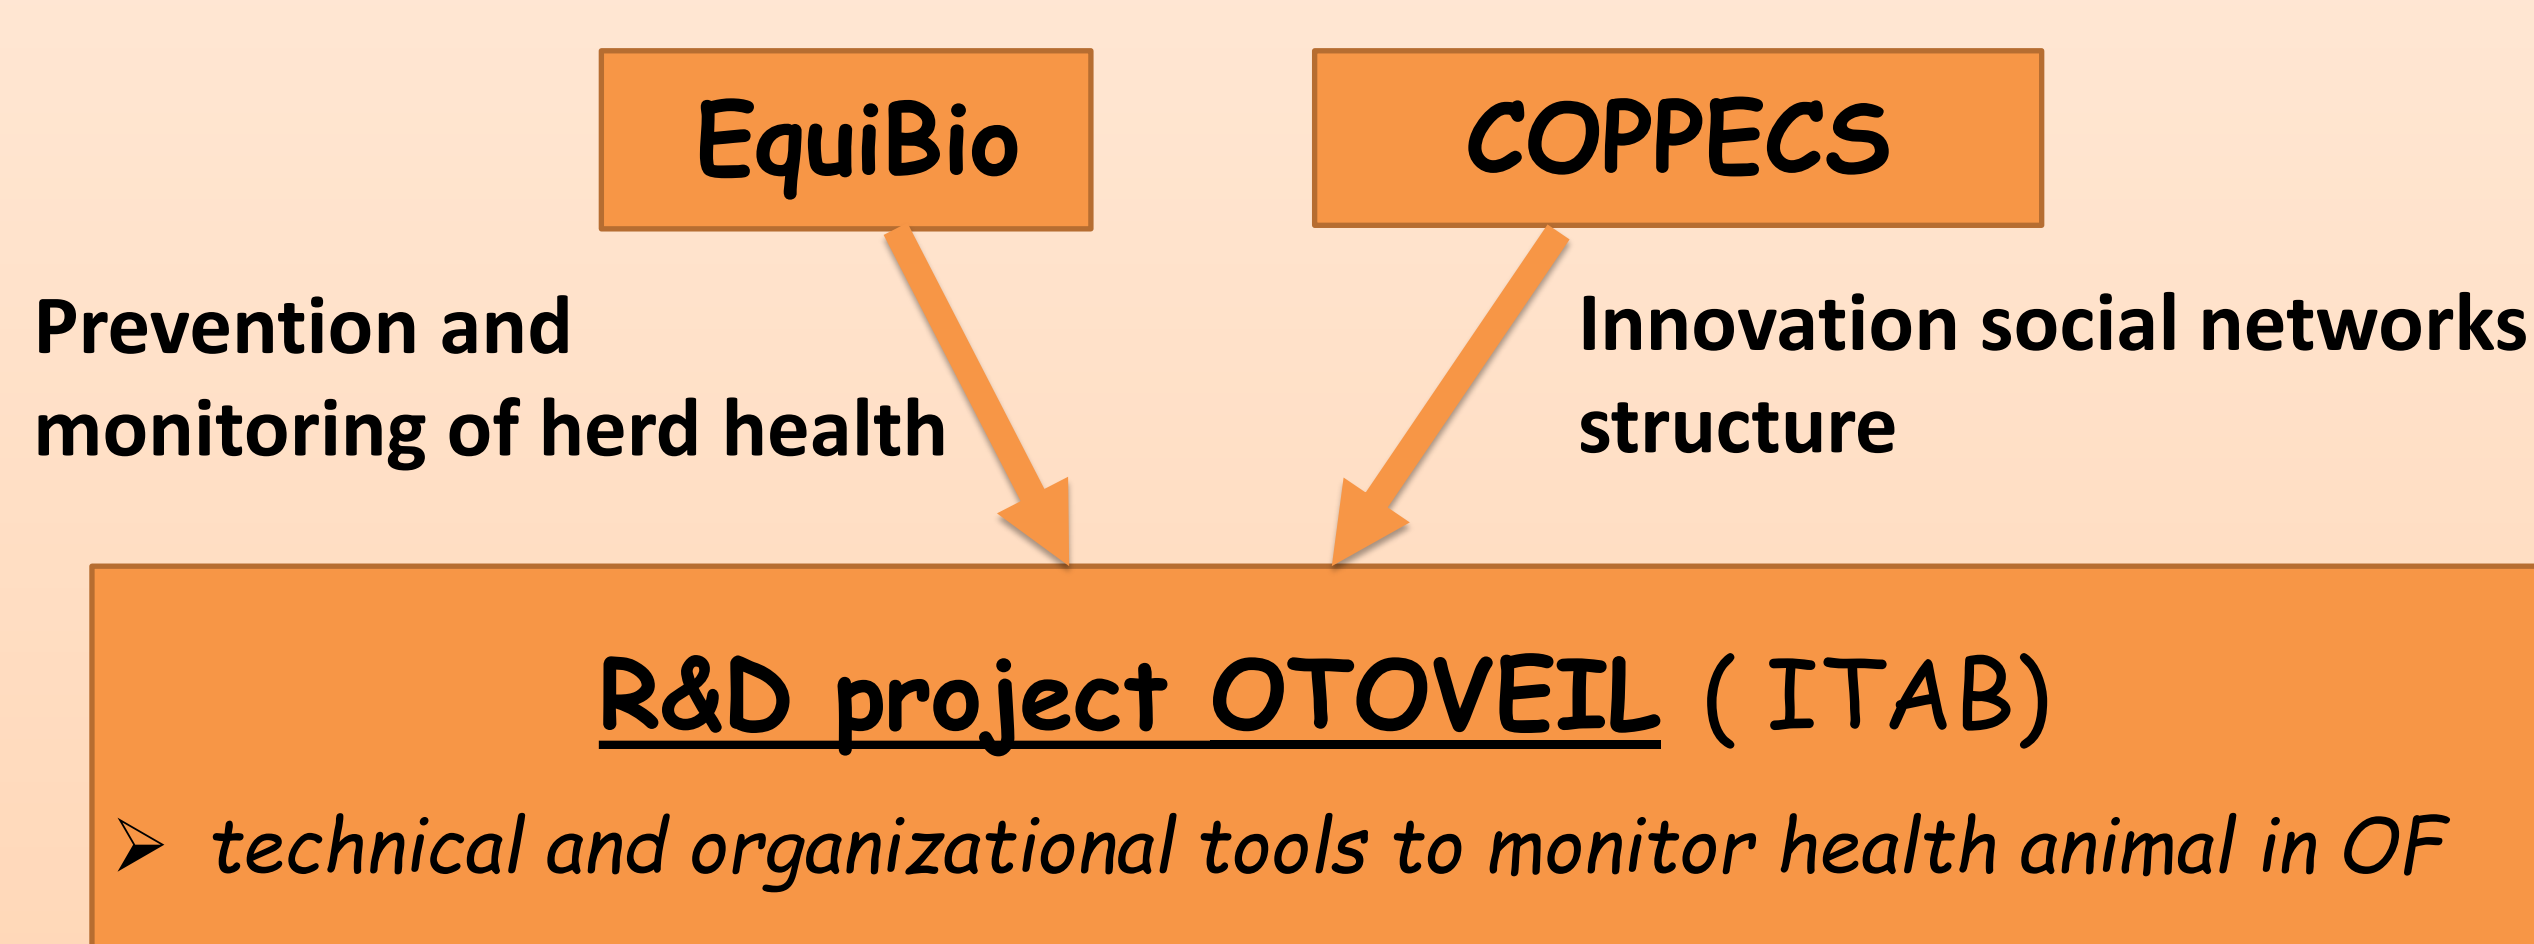 EquiBio
COPPECS
Prevention and
monitoring of herd health
Innovation social networks
structure
R&D project OTOVEIL ( ITAB)
➢ technical and organizational tools to monitor health animal in OF